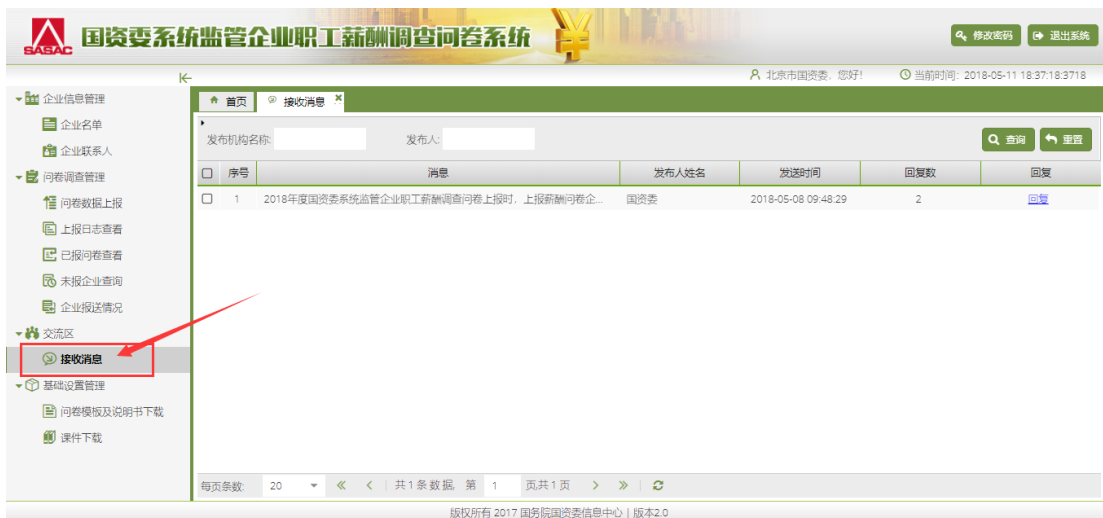 SASAC 国资委系统监管企业职工薪酬调查问卷系统 修改密码 退出系统
北京市国资委, 您好! 当前时间: 2018-05-11 18:37:18:3718
企业信息管理
企业名单
企业联系人
问卷调查管理
问卷数据上报
上报日志查看
已报问卷查看
未报企业查询
企业报送情况
交流区
接收消息
基础设置管理
问卷模板及说明书下载
课件下载
首页 接收消息
发布机构名称: 发布人: 查询 重置
序号 消息 发布人姓名 发送时间 回复数 回复
1 2018年度国资委系统监管企业职工薪酬调查问卷上报时, 上报薪酬问卷企... 国资委 2018-05-08 09:48:29 2 回复
每页条数: 20 共1条数据, 第 1 页,共1页
版权所有 2017 国务院国资委信息中心 | 版本2.0